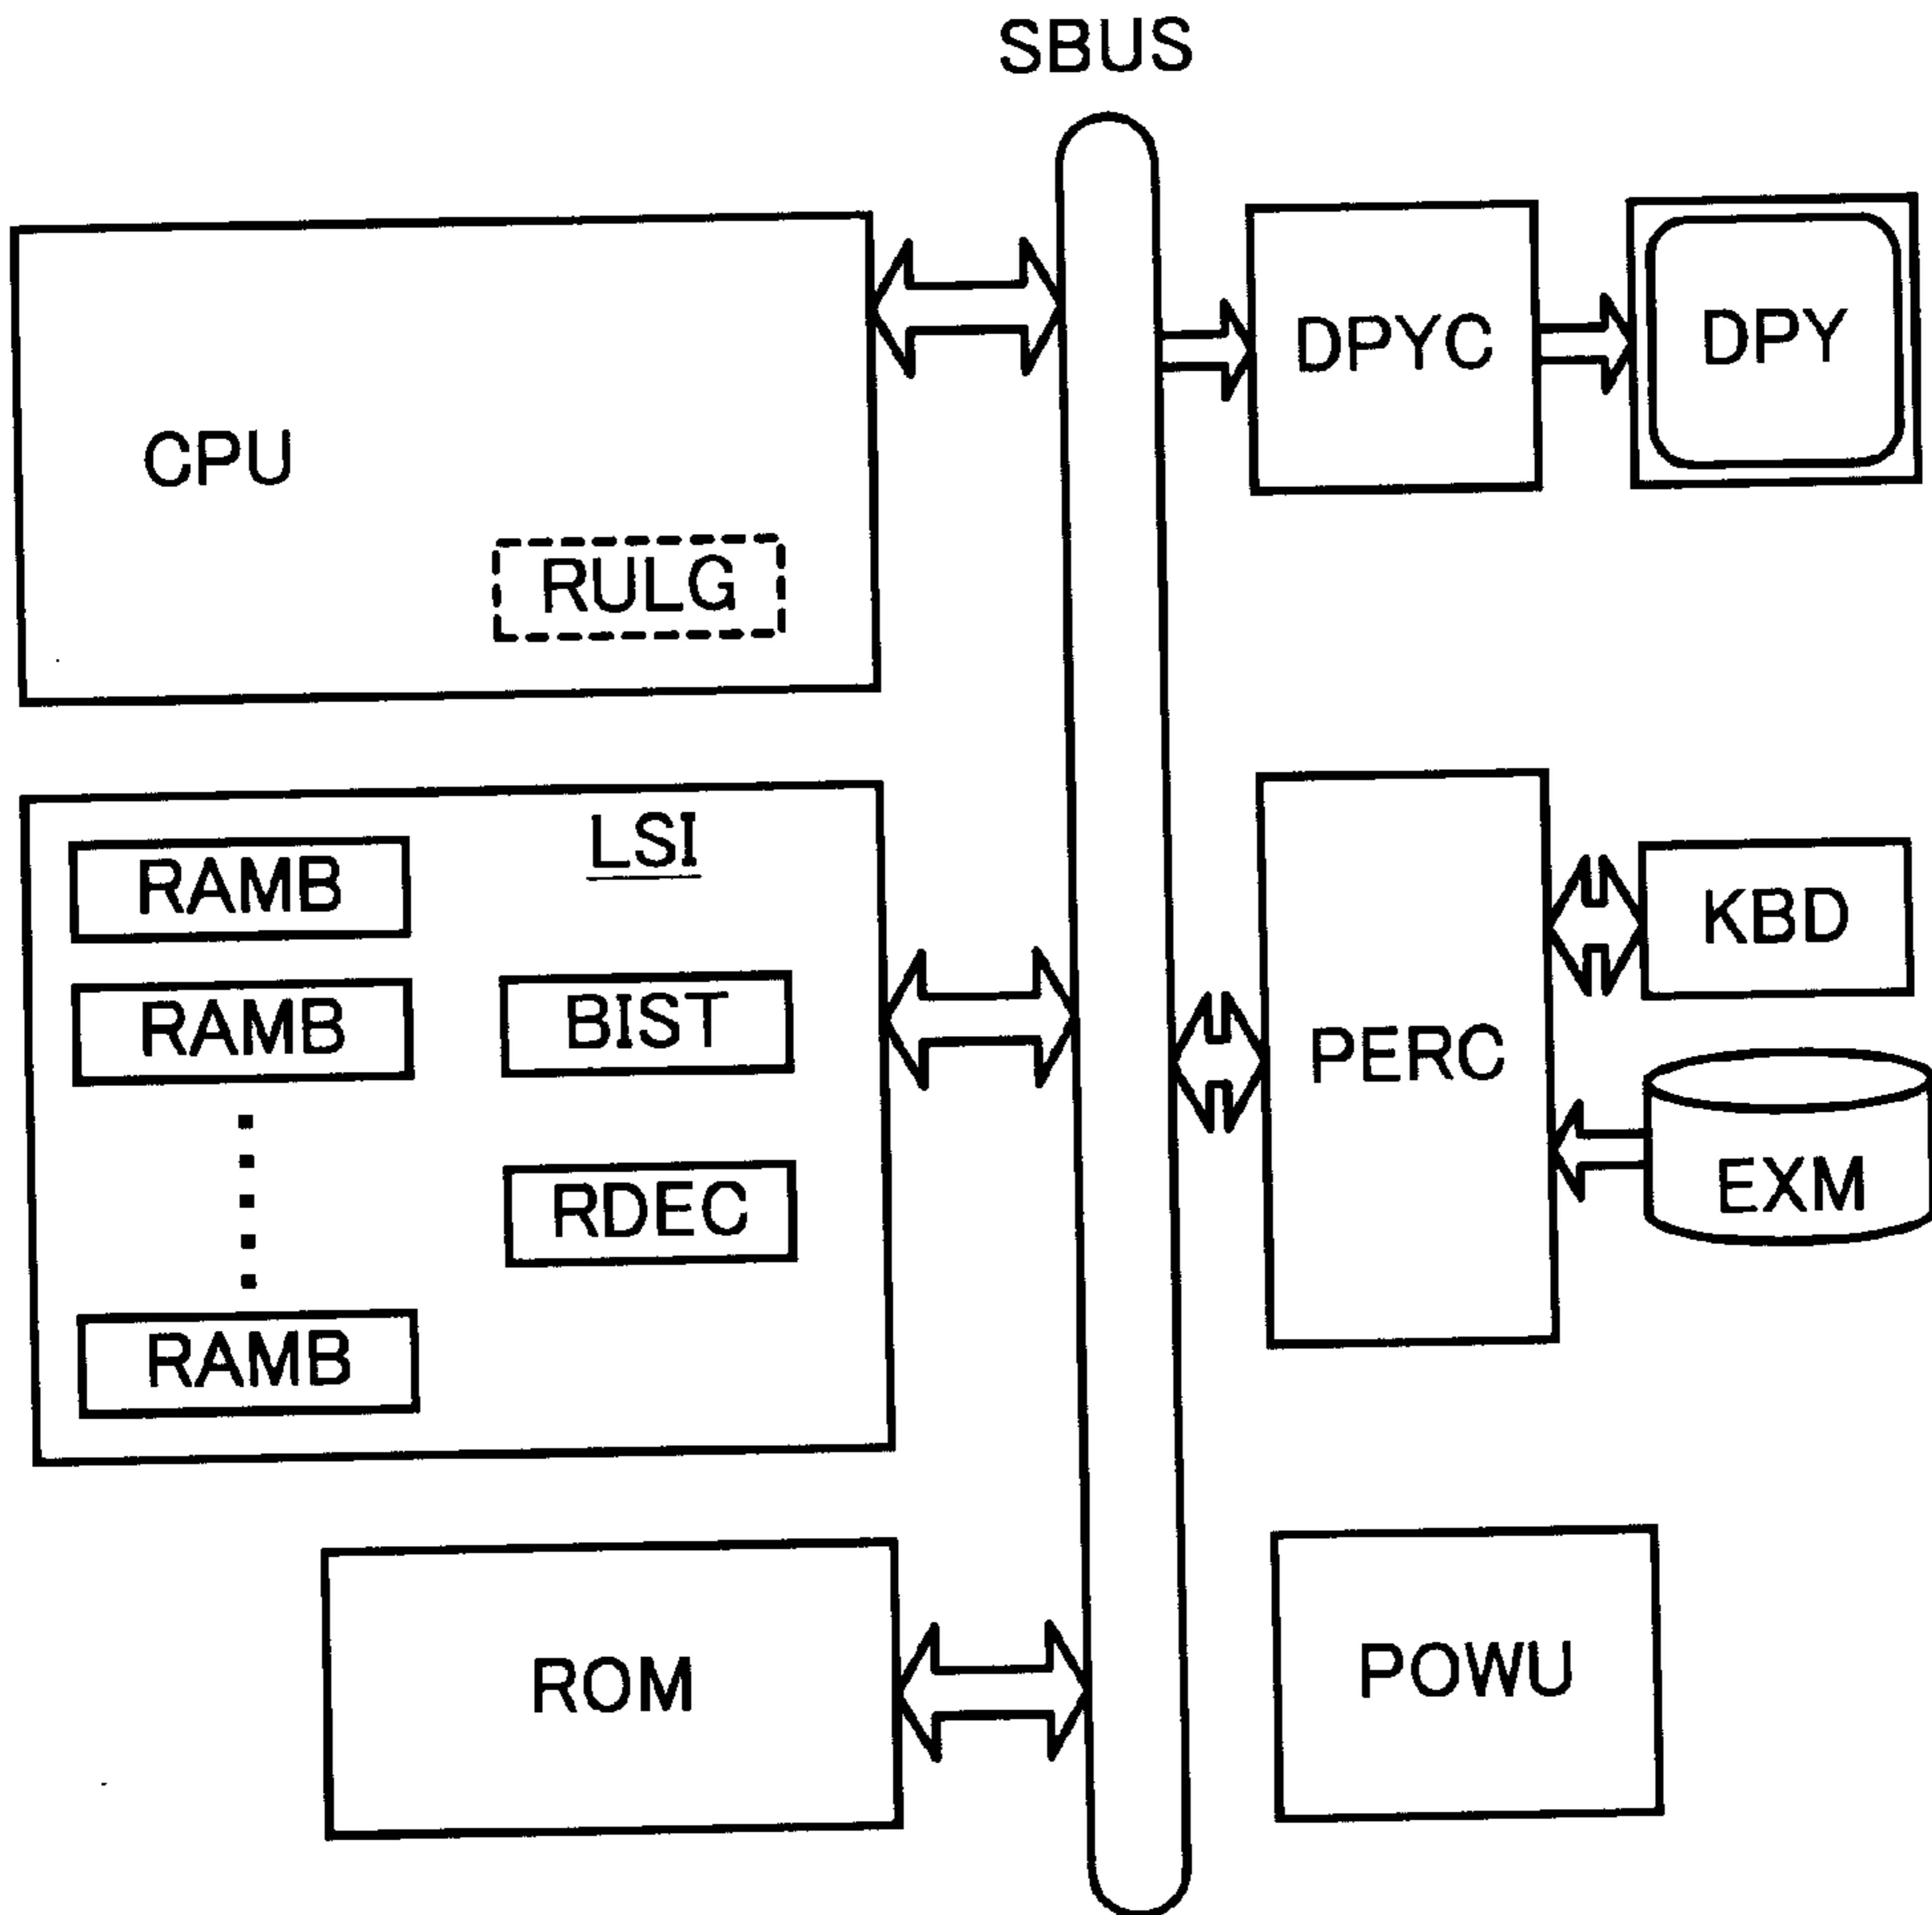 SBUS
CPU
RULG
DPYC
DPY
LSI
RAMB
RAMB
BIST
RDEC
RAMB
PERC
KBD
EXM
ROM
POWU